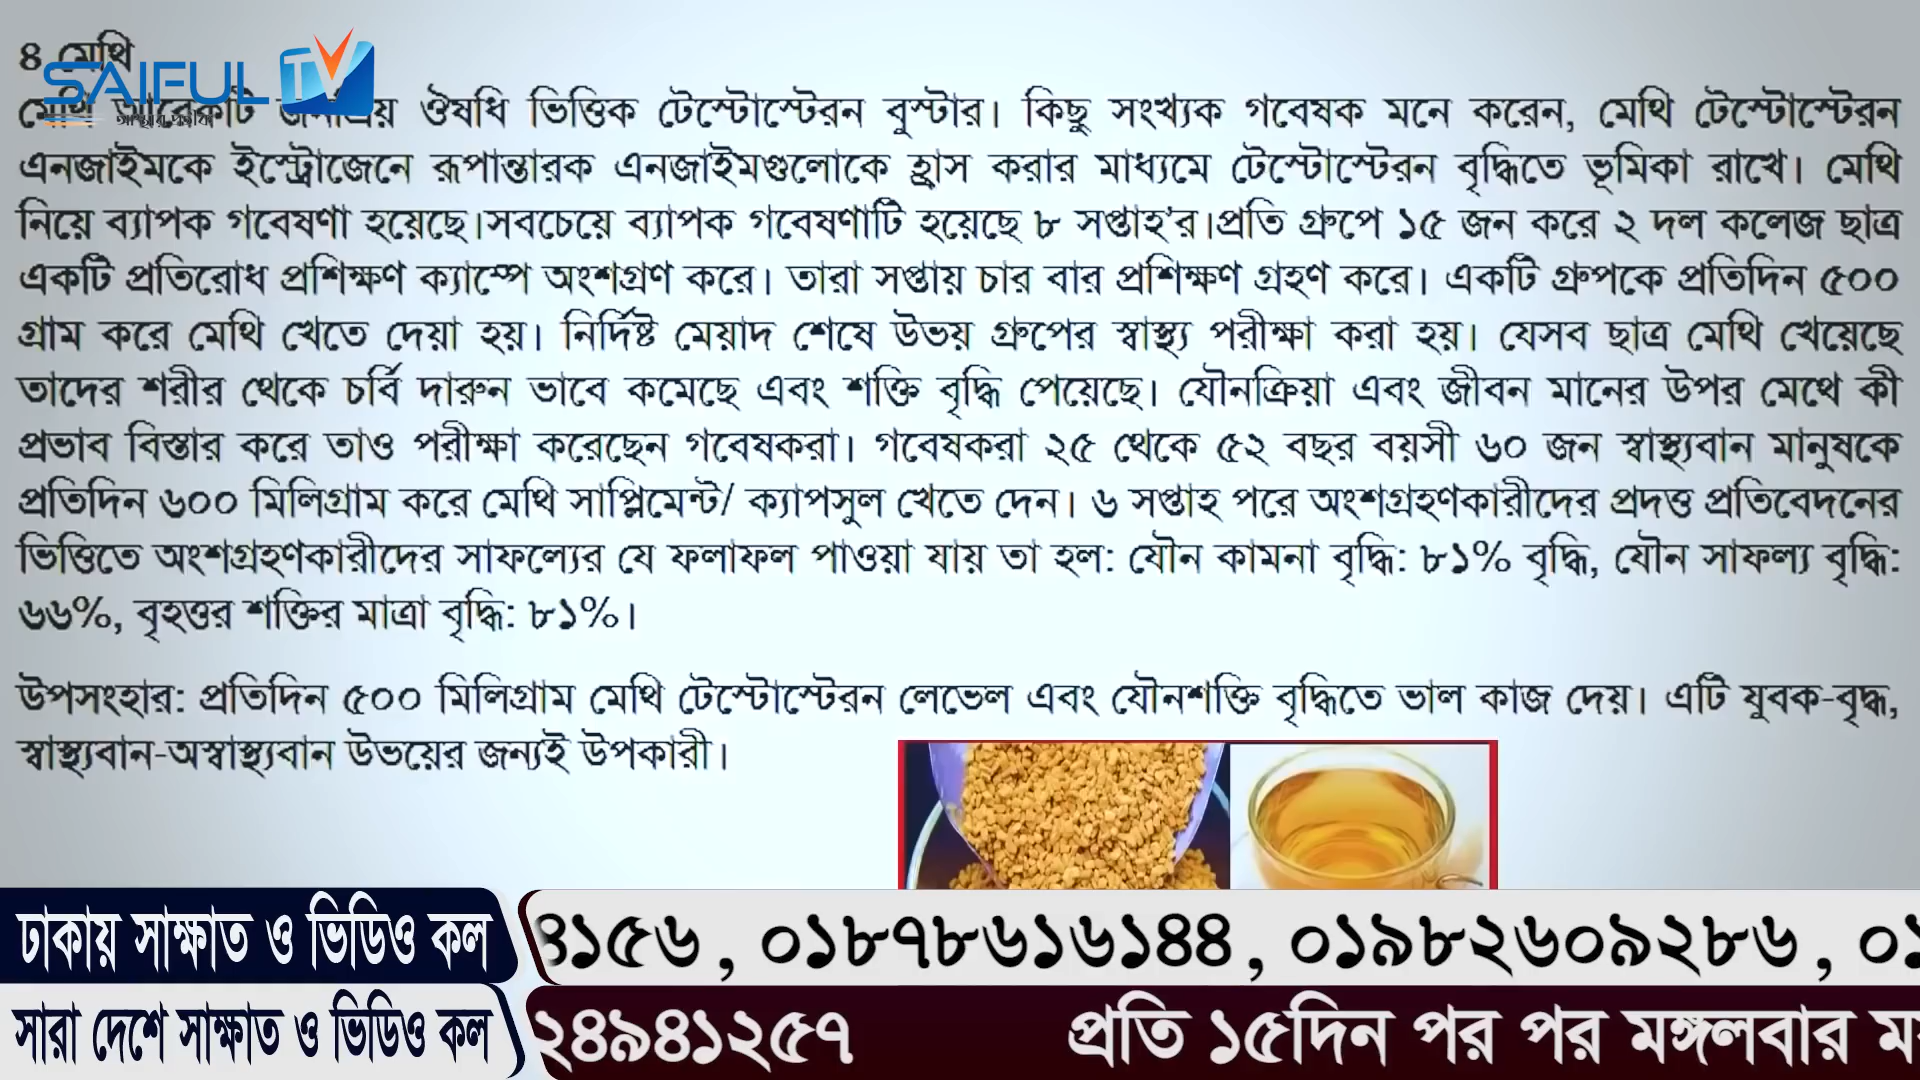 ৪ মেথি
SAIFUL TV
মেথি আরেকটি জনপ্রিয় ঔষধি ভিত্তিক টেস্টোস্টেরন বুস্টার। কিছু সংখ্যক গবেষক মনে করেন, মেথি টেস্টোস্টেরন
এনজাইমকে ইস্ট্রোজেনে রূপান্তারক এনজাইমগুলোকে হ্রাস করার মাধ্যমে টেস্টোস্টেরন বৃদ্ধিতে ভূমিকা রাখে। মেথি
নিয়ে ব্যাপক গবেষণা হয়েছে।সবচেয়ে ব্যাপক গবেষণাটি হয়েছে ৮ সপ্তাহ'র।প্রতি গ্রুপে ১৫ জন করে ২ দল কলেজ ছাত্র
একটি প্রতিরোধ প্রশিক্ষণ ক্যাম্পে অংশগ্রণ করে। তারা সপ্তায় চার বার প্রশিক্ষণ গ্রহণ করে। একটি গ্রুপকে প্রতিদিন ৫০০
গ্রাম করে মেথি খেতে দেয়া হয়। নির্দিষ্ট মেয়াদ শেষে উভয় গ্রুপের স্বাস্থ্য পরীক্ষা করা হয়। যেসব ছাত্র মেথি খেয়েছে
তাদের শরীর থেকে চর্বি দারুন ভাবে কমেছে এবং শক্তি বৃদ্ধি পেয়েছে। যৌনক্রিয়া এবং জীবন মানের উপর মেথে কী
প্রভাব বিস্তার করে তাও পরীক্ষা করেছেন গবেষকরা। গবেষকরা ২৫ থেকে ৫২ বছর বয়সী ৬০ জন স্বাস্থ্যবান মানুষকে
প্রতিদিন ৬০০ মিলিগ্রাম করে মেথি সাপ্লিমেন্ট/ ক্যাপসুল খেতে দেন। ৬ সপ্তাহ পরে অংশগ্রহণকারীদের প্রদত্ত প্রতিবেদনের
ভিত্তিতে অংশগ্রহণকারীদের সাফল্যের যে ফলাফল পাওয়া যায় তা হল: যৌন কামনা বৃদ্ধি: ৮১% বৃদ্ধি, যৌন সাফল্য বৃদ্ধি:
৬৬%, বৃহত্তর শক্তির মাত্রা বৃদ্ধি: ৮১%।
উপসংহার: প্রতিদিন ৫০০ মিলিগ্রাম মেথি টেস্টোস্টেরন লেভেল এবং যৌনশক্তি বৃদ্ধিতে ভাল কাজ দেয়। এটি যুবক-বৃদ্ধ,
স্বাস্থ্যবান-অস্বাস্থ্যবান উভয়ের জন্যই উপকারী।
ঢাকায় সাক্ষাত ও ভিডিও কল ৪১৫৬ , ০১৮৭৮৬১৬১৪৪ , ০১৯৮২৬০৯২৮৬ , ০১
সারা দেশে সাক্ষাত ও ভিডিও কল ২৪৯৪১২৫৭ প্রতি ১৫দিন পর পর মঙ্গলবার